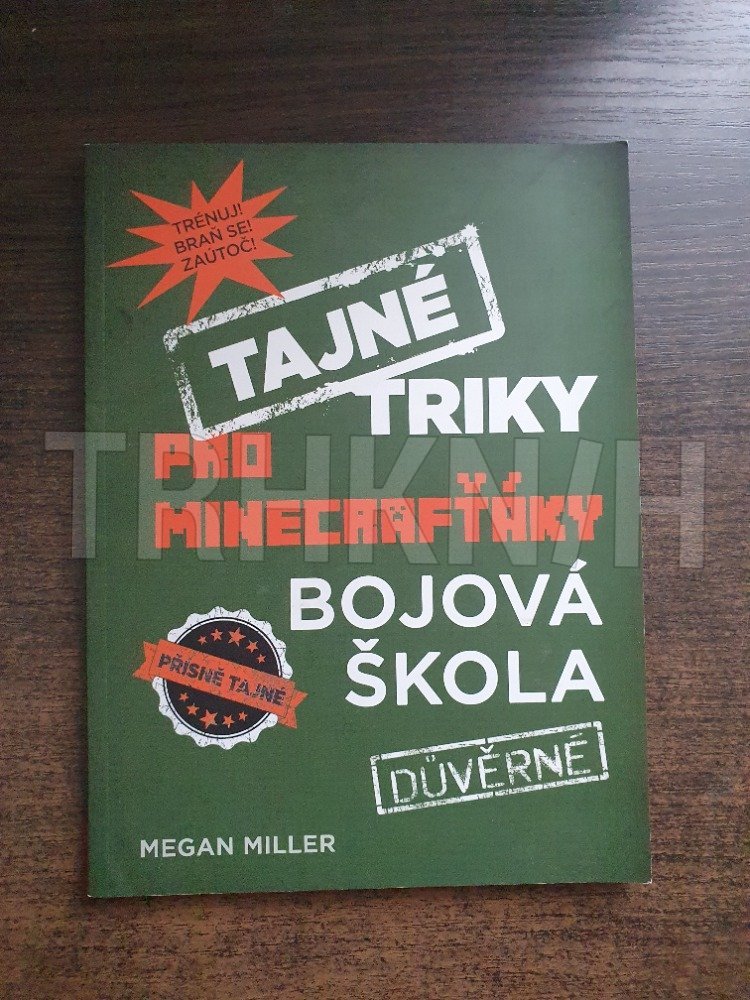 TRÉNUJ!
BRAŇ SE!
ZAÚTOČ!
TAJNÉ
TRIKY
PRO
MINECRAFŤÁKY
BOJOVÁ
ŠKOLA
PŘÍSNĚ TAJNÉ
DŮVĚRNÉ
MEGAN MILLER
TRHKNIH